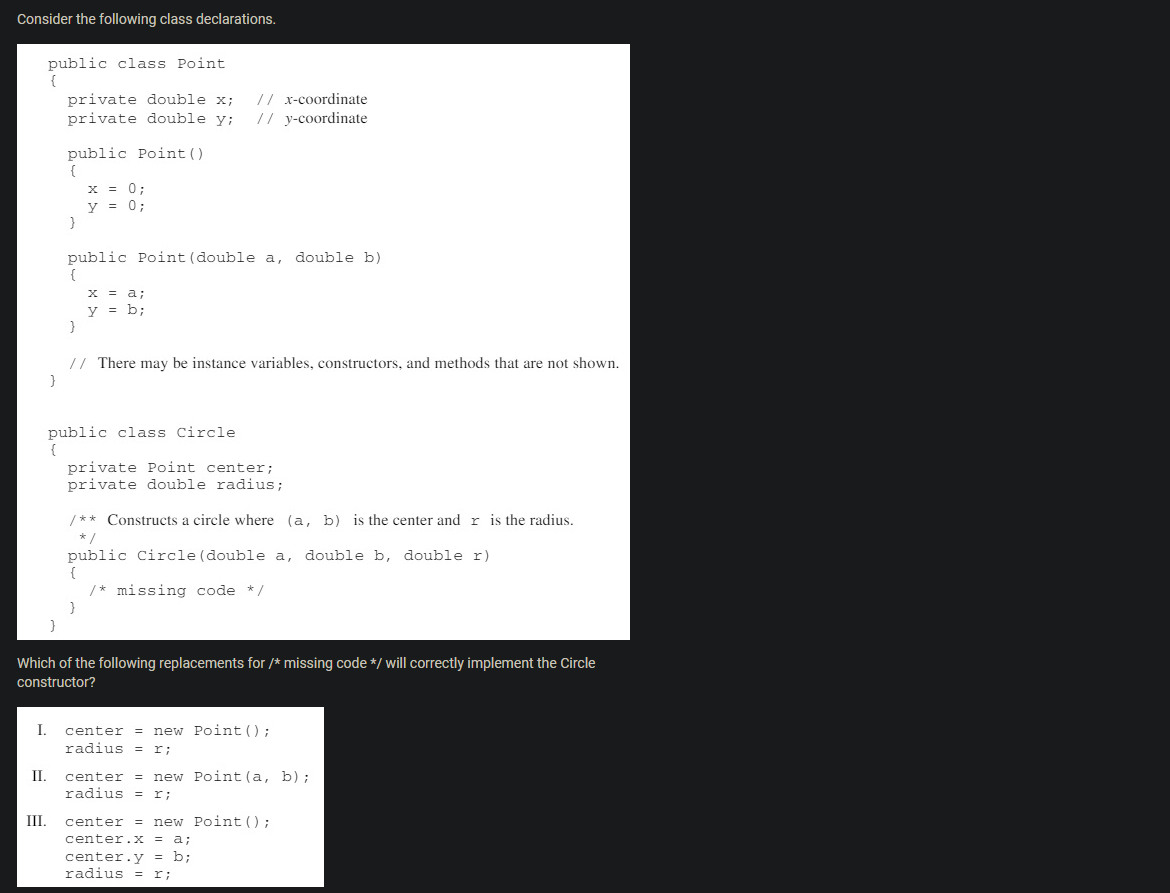 Consider the following class declarations.
public class Point
{
private double x; // x-coordinate
private double y; // y-coordinate
public Point()
{
x = 0;
y = 0;
}
public Point(double a, double b)
{
x = a;
y = b;
}
// There may be instance variables, constructors, and methods that are not shown.
}
public class Circle
{
private Point center;
private double radius;
/** Constructs a circle where (a, b) is the center and r is the radius.
*/
public Circle(double a, double b, double r)
{
/* missing code */
}
}
Which of the following replacements for /* missing code */ will correctly implement the Circle
constructor?
I. center = new Point();
radius = r;
II. center = new Point(a, b);
radius = r;
III. center = new Point();
center.x = a;
center.y = b;
radius = r;